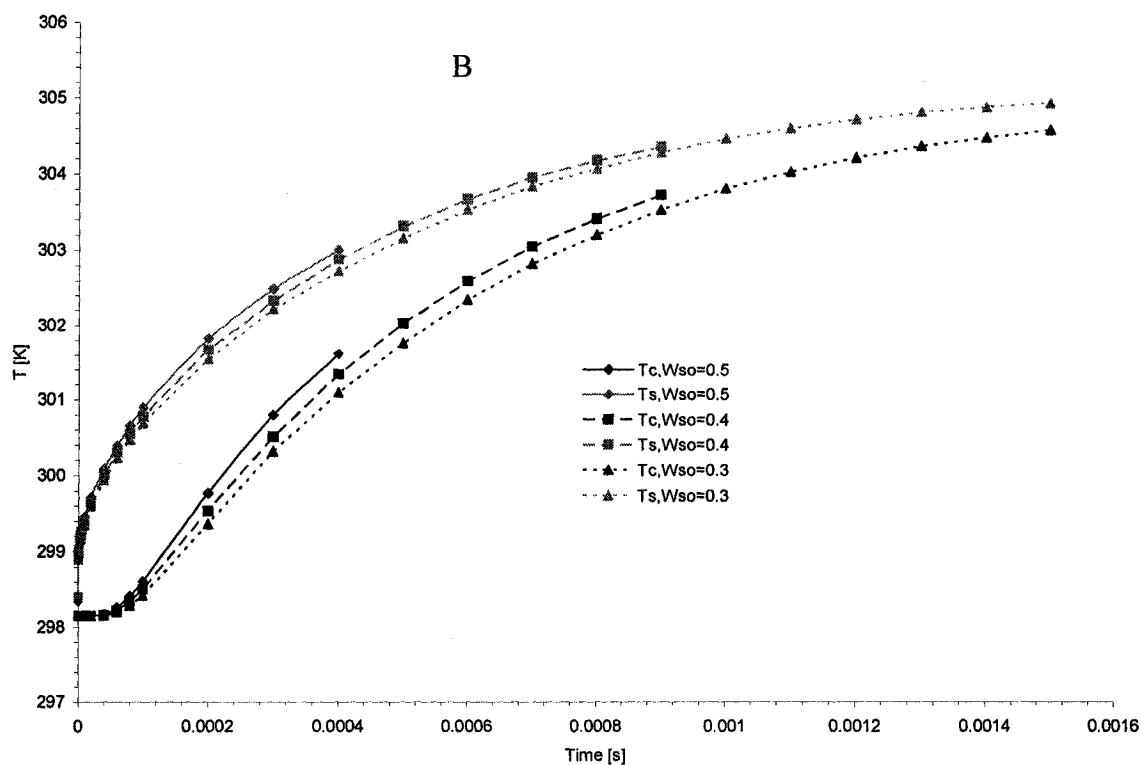 306
B
305
304
303
302
T [K]
301
300
299
298
297
Tc,Wso=0.5
Ts,Wso=0.5
Tc,Wso=0.4
Ts,Wso=0.4
Tc,Wso=0.3
Ts,Wso=0.3
0 0.0002 0.0004 0.0006 0.0008 0.001 0.0012 0.0014 0.0016
Time [s]